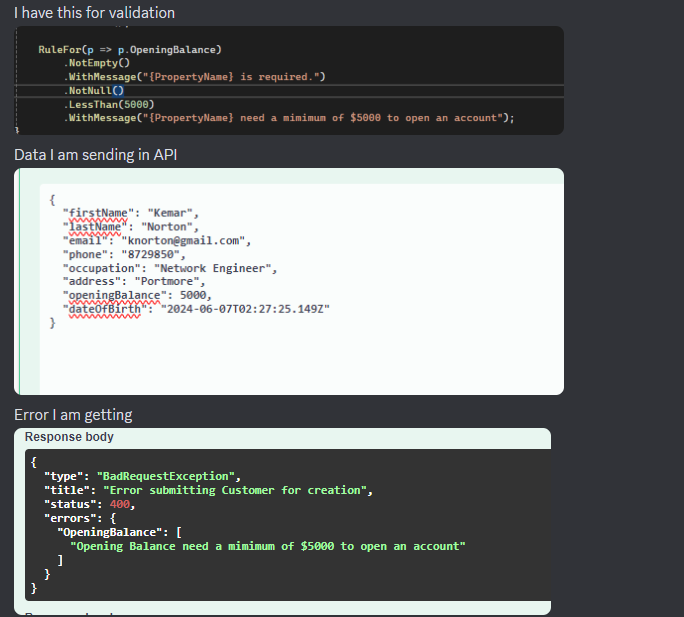 I have this for validation
RuleFor(p => p.OpeningBalance)
.NotEmpty()
.WithMessage("{PropertyName} is required.")
.NotNull()
.LessThan(5000)
.WithMessage("{PropertyName} need a mimimum of $5000 to open an account");
}
Data I am sending in API
{
"firstName": "Kemar",
"lastName": "Norton",
"email": "knorton@gmail.com",
"phone": "8729850",
"occupation": "Network Engineer",
"address": "Portmore",
"openingBalance": 5000,
"dateOfBirth": "2024-06-07T02:27:25.149Z"
}
Error I am getting
Response body
{
"type": "BadRequestException",
"title": "Error submitting Customer for creation",
"status": 400,
"errors": {
"OpeningBalance": [
"Opening Balance need a mimimum of $5000 to open an account"
]
}
}